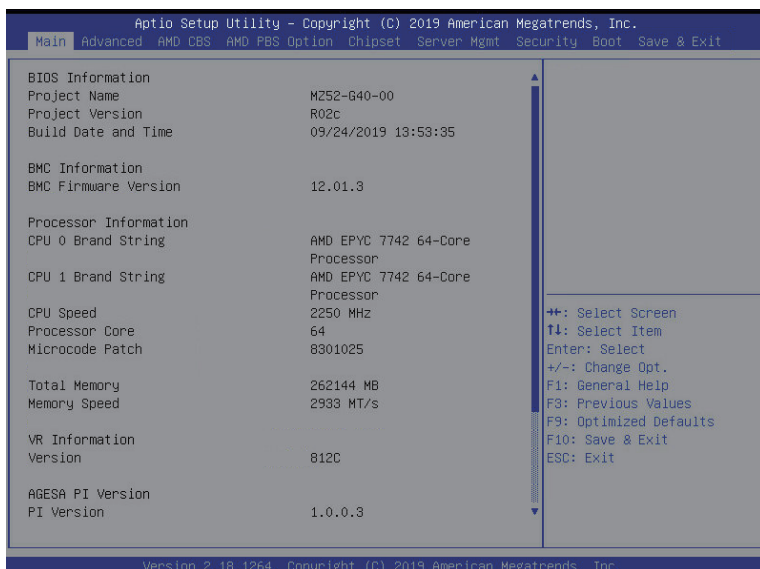 Aptio Setup Utility – Copyright (C) 2019 American Megatrends, Inc.
Main Advanced AMD CBS AMD PBS Option Chipset Server Mgmt Security Boot Save & Exit
BIOS Information
Project Name MZ52-G40-00
Project Version R02c
Build Date and Time 09/24/2019 13:53:35
BMC Information
BMC Firmware Version 12.01.3
Processor Information
CPU 0 Brand String AMD EPYC 7742 64-Core
Processor
CPU 1 Brand String AMD EPYC 7742 64-Core
Processor
CPU Speed 2250 MHz
Processor Core 64
Microcode Patch 8301025
Total Memory 262144 MB
Memory Speed 2933 MT/s
VR Information
Version 812C
AGESA PI Version
PI Version 1.0.0.3
→←: Select Screen
↑↓: Select Item
Enter: Select
+/-: Change Opt.
F1: General Help
F3: Previous Values
F9: Optimized Defaults
F10: Save & Exit
ESC: Exit
Version 2.18.1264. Copyright (C) 2019 American Megatrends, Inc.